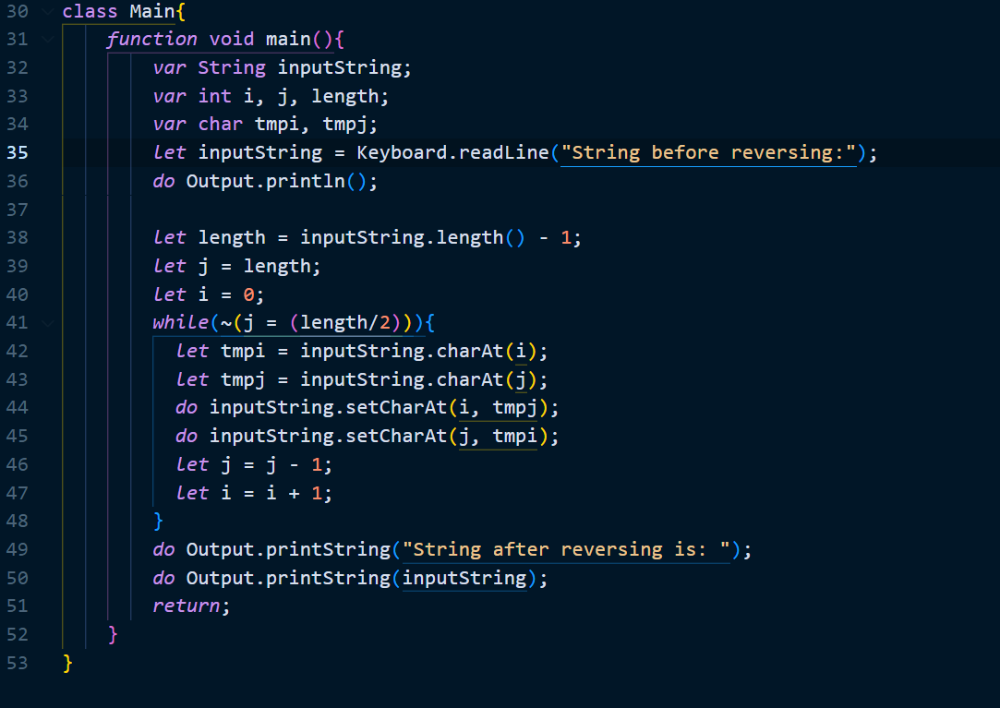 30 class Main{
31 function void main(){
32 var String inputString;
33 var int i, j, length;
34 var char tmpi, tmpj;
35 let inputString = Keyboard.readLine("String before reversing:");
36 do Output.println();
37
38 let length = inputString.length() - 1;
39 let j = length;
40 let i = 0;
41 while(~(j = (length/2))){
42 let tmpi = inputString.charAt(i);
43 let tmpj = inputString.charAt(j);
44 do inputString.setCharAt(i, tmpj);
45 do inputString.setCharAt(j, tmpi);
46 let j = j - 1;
47 let i = i + 1;
48 }
49 do Output.printString("String after reversing is: ");
50 do Output.printString(inputString);
51 return;
52 }
53 }